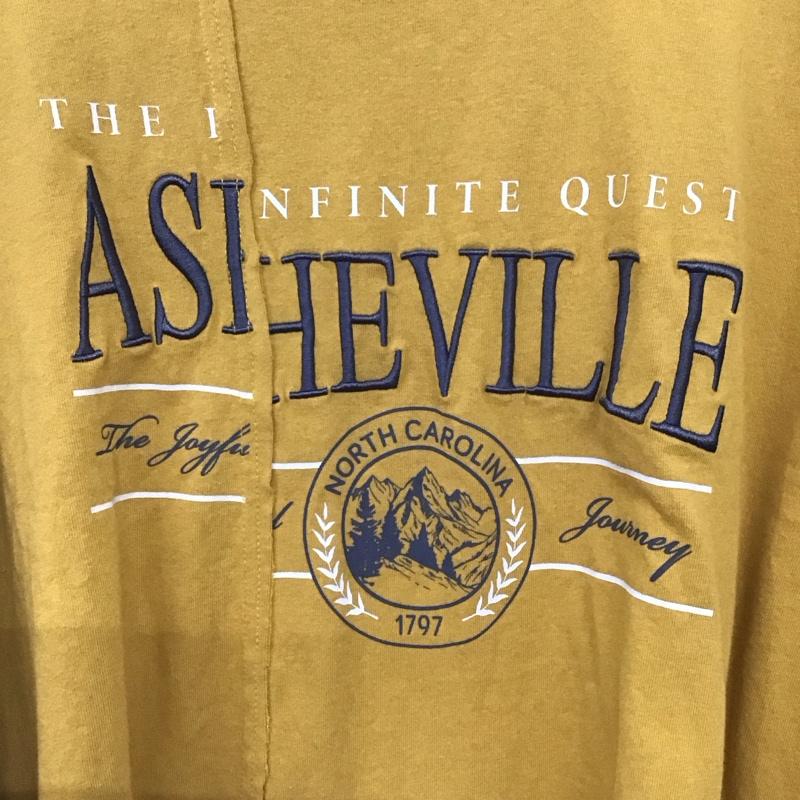 THE INFINITE QUEST
ASHEVILLE
The Joyful Journey
NORTH CAROLINA
1797